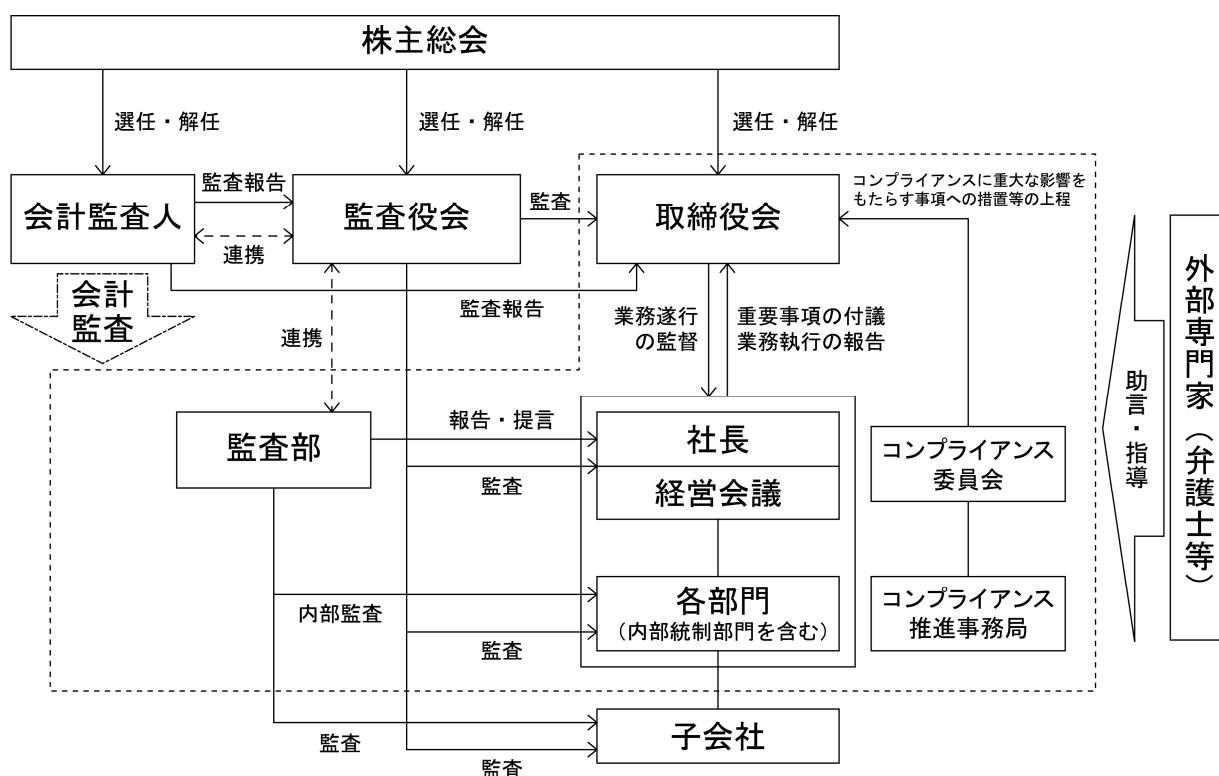 株主総会
選任・解任
選任・解任
選任・解任
会計監査人
監査報告
連携
監査役会
監査
取締役会
コンプライアンスに重大な影響を
もたらす事項への措置等の上程
会計
監査
監査報告
連携
業務遂行
の監督
重要事項の付議
業務執行の報告
外部専門家（弁護士等）
助言・指導
監査部
報告・提言
監査
社長
経営会議
コンプライアンス
委員会
内部監査
監査
各部門
（内部統制部門を含む）
コンプライアンス
推進事務局
監査
監査
子会社